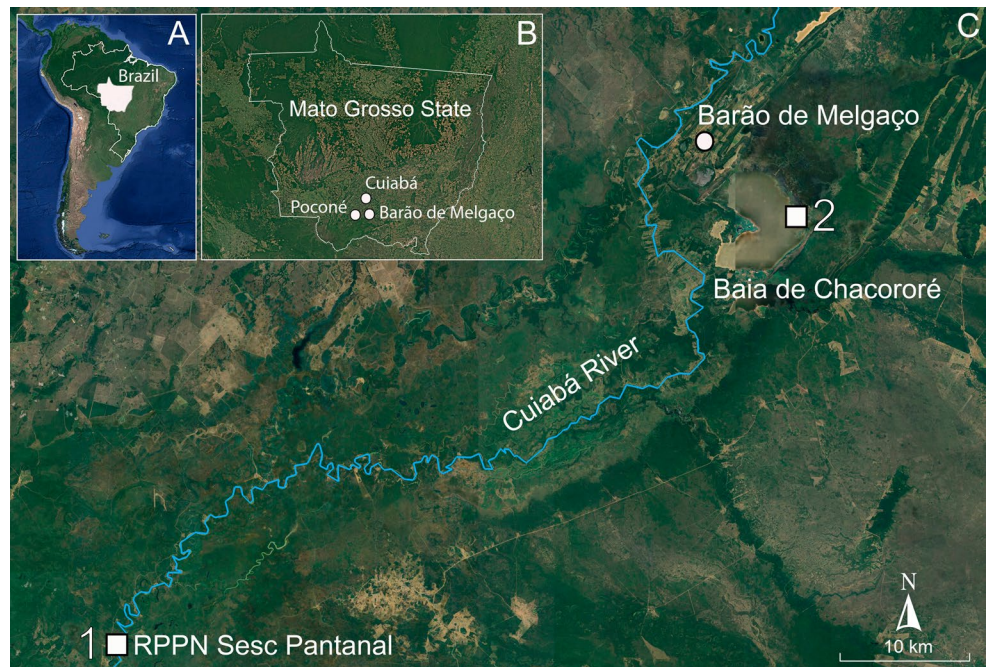 A
Brazil
B
Mato Grosso State
Cuiabá
Poconé
Barão de Melgaço
C
Barão de Melgaço
2
Baia de Chacororé
Cuiabá River
1 RPPN Sesc Pantanal
N
10 km